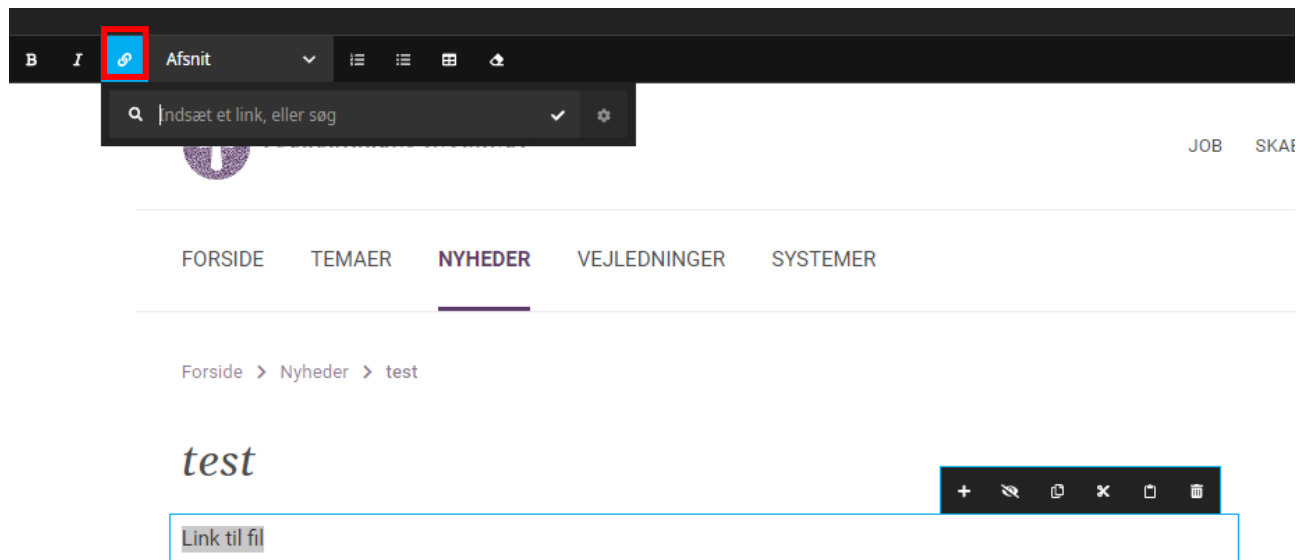 B I Afsnit
Indsæt et link, eller søg
JOB SKAB
FORSIDE TEMAER NYHEDER VEJLEDNINGER SYSTEMER
Forside > Nyheder > test
test
Link til fil